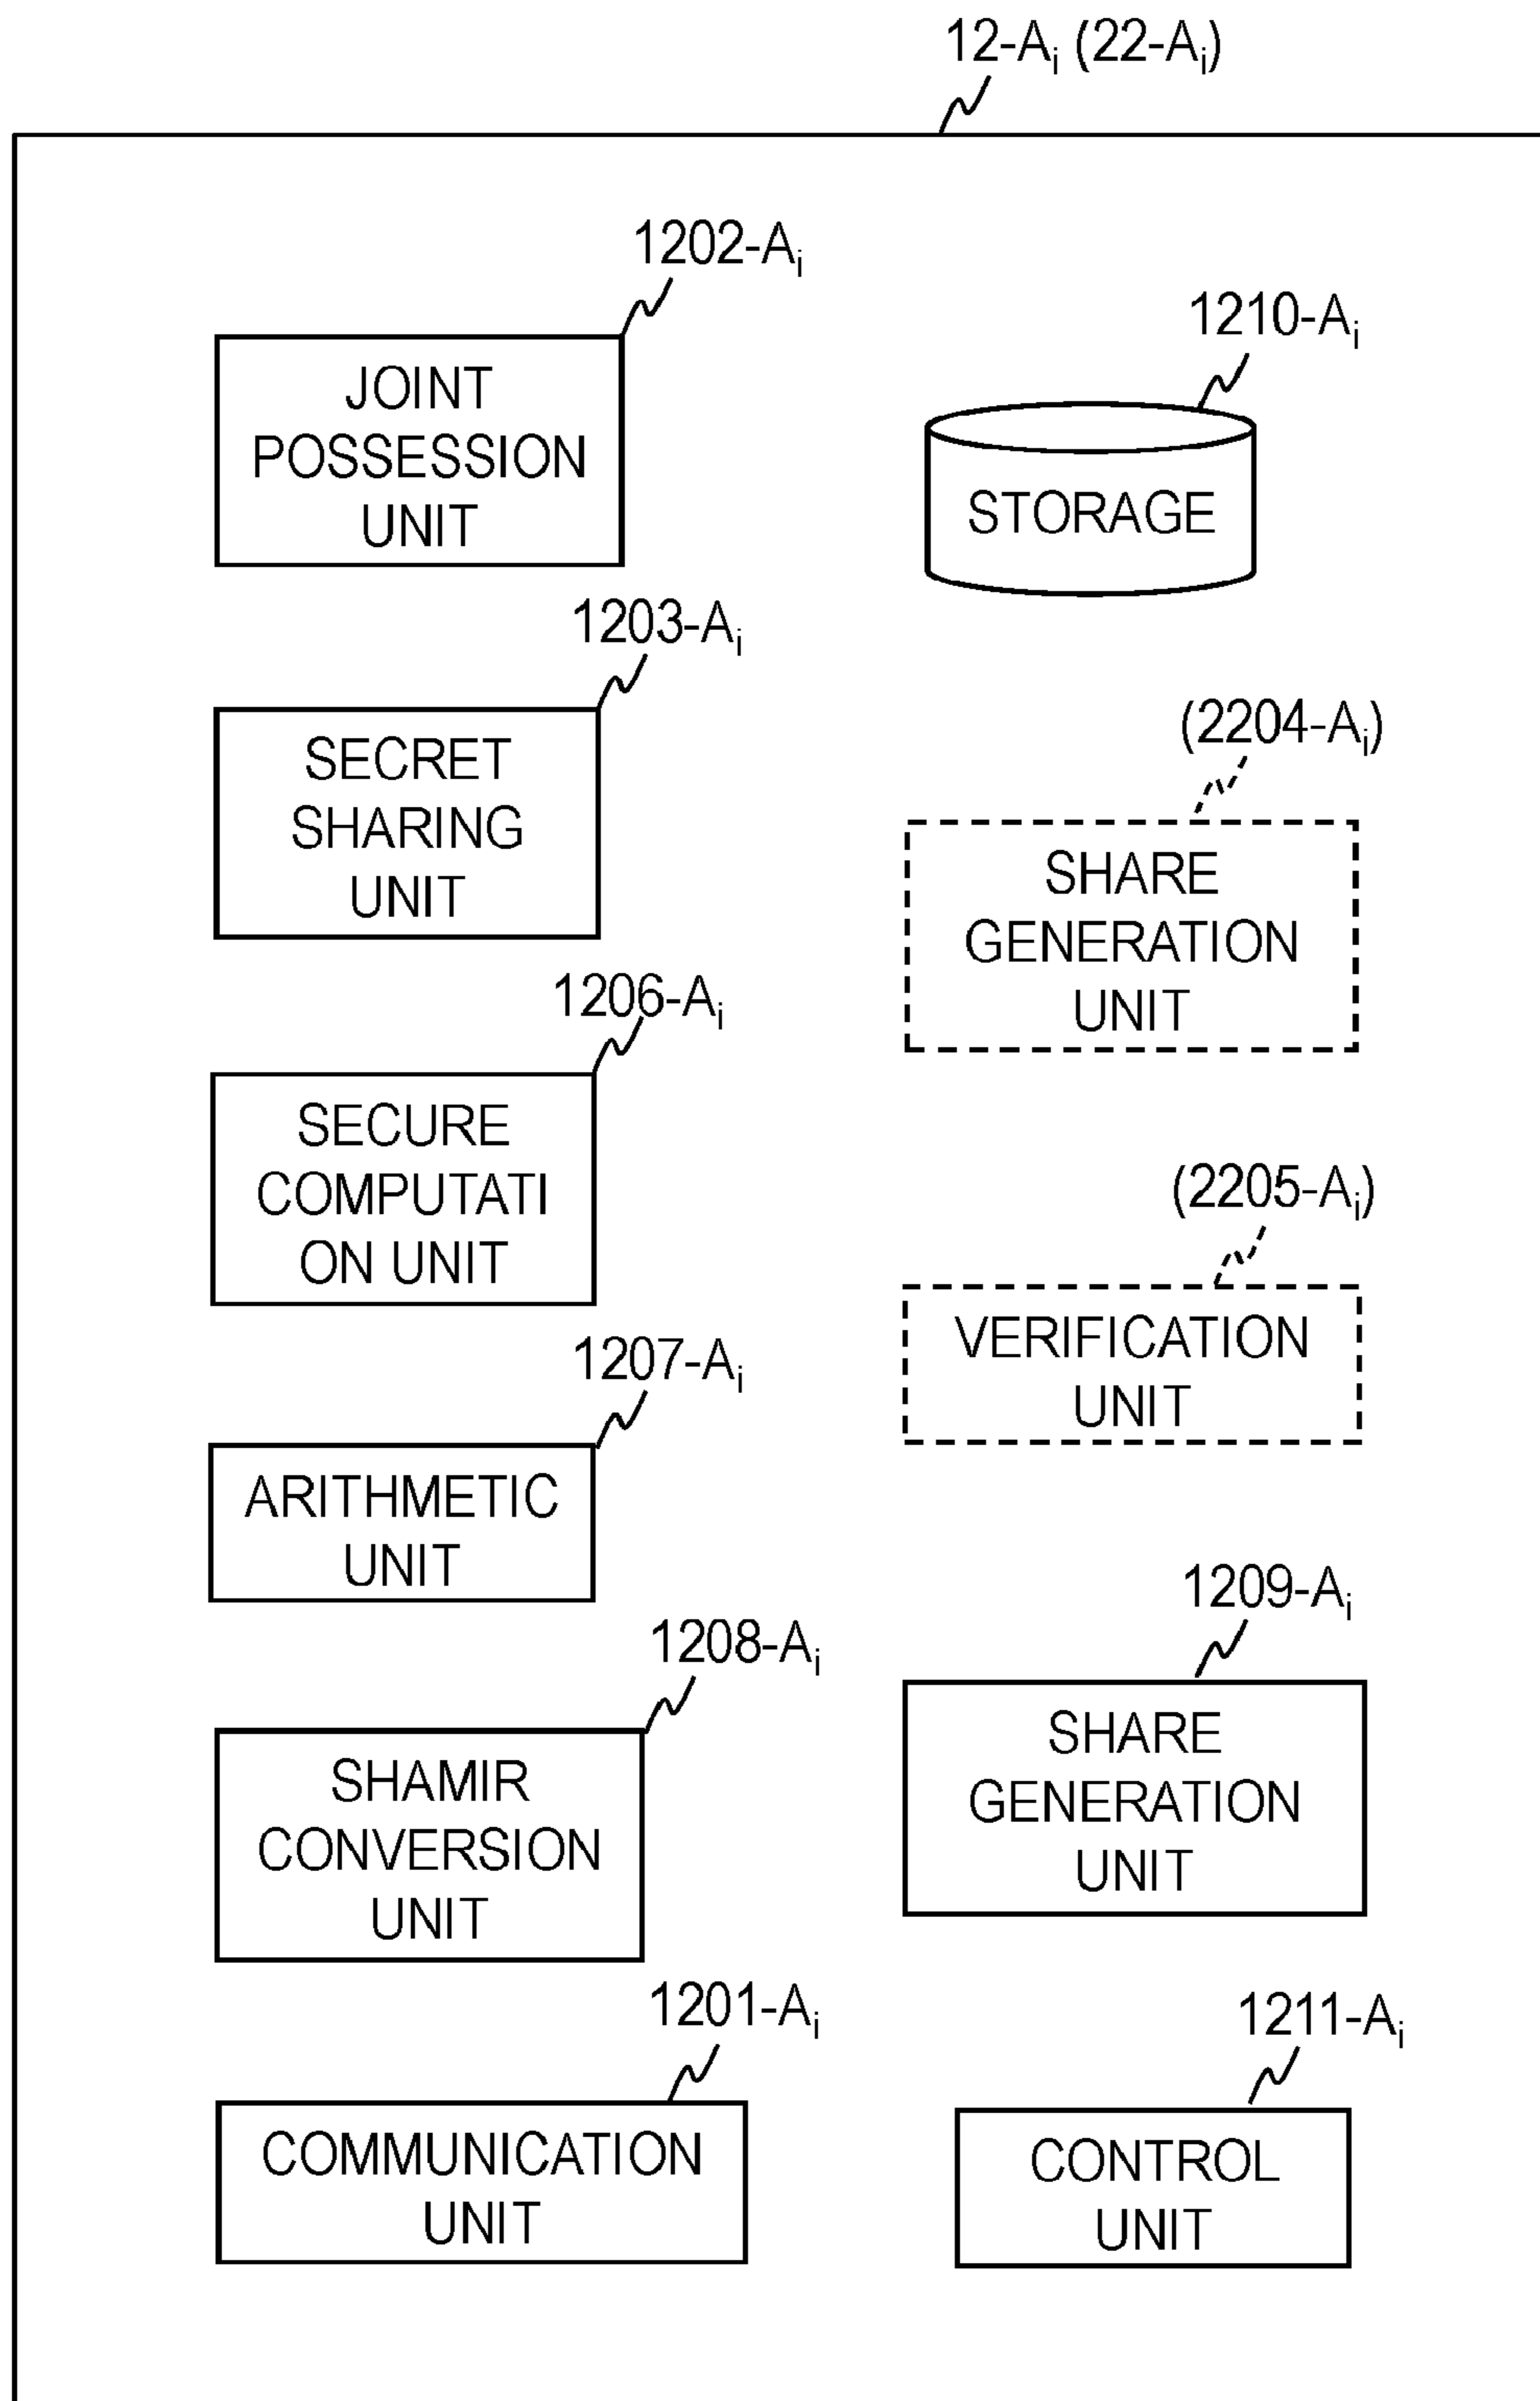 12-Ai (22-Ai)
1202-Ai
JOINT
POSSESSION
UNIT
1210-Ai
STORAGE
1203-Ai
SECRET
SHARING
UNIT
(2204-Ai)
SHARE
GENERATION
UNIT
1206-Ai
SECURE
COMPUTATI
ON UNIT
(2205-Ai)
VERIFICATION
UNIT
1207-Ai
ARITHMETIC
UNIT
1209-Ai
SHARE
GENERATION
UNIT
1208-Ai
SHAMIR
CONVERSION
UNIT
1201-Ai
COMMUNICATION
UNIT
1211-Ai
CONTROL
UNIT